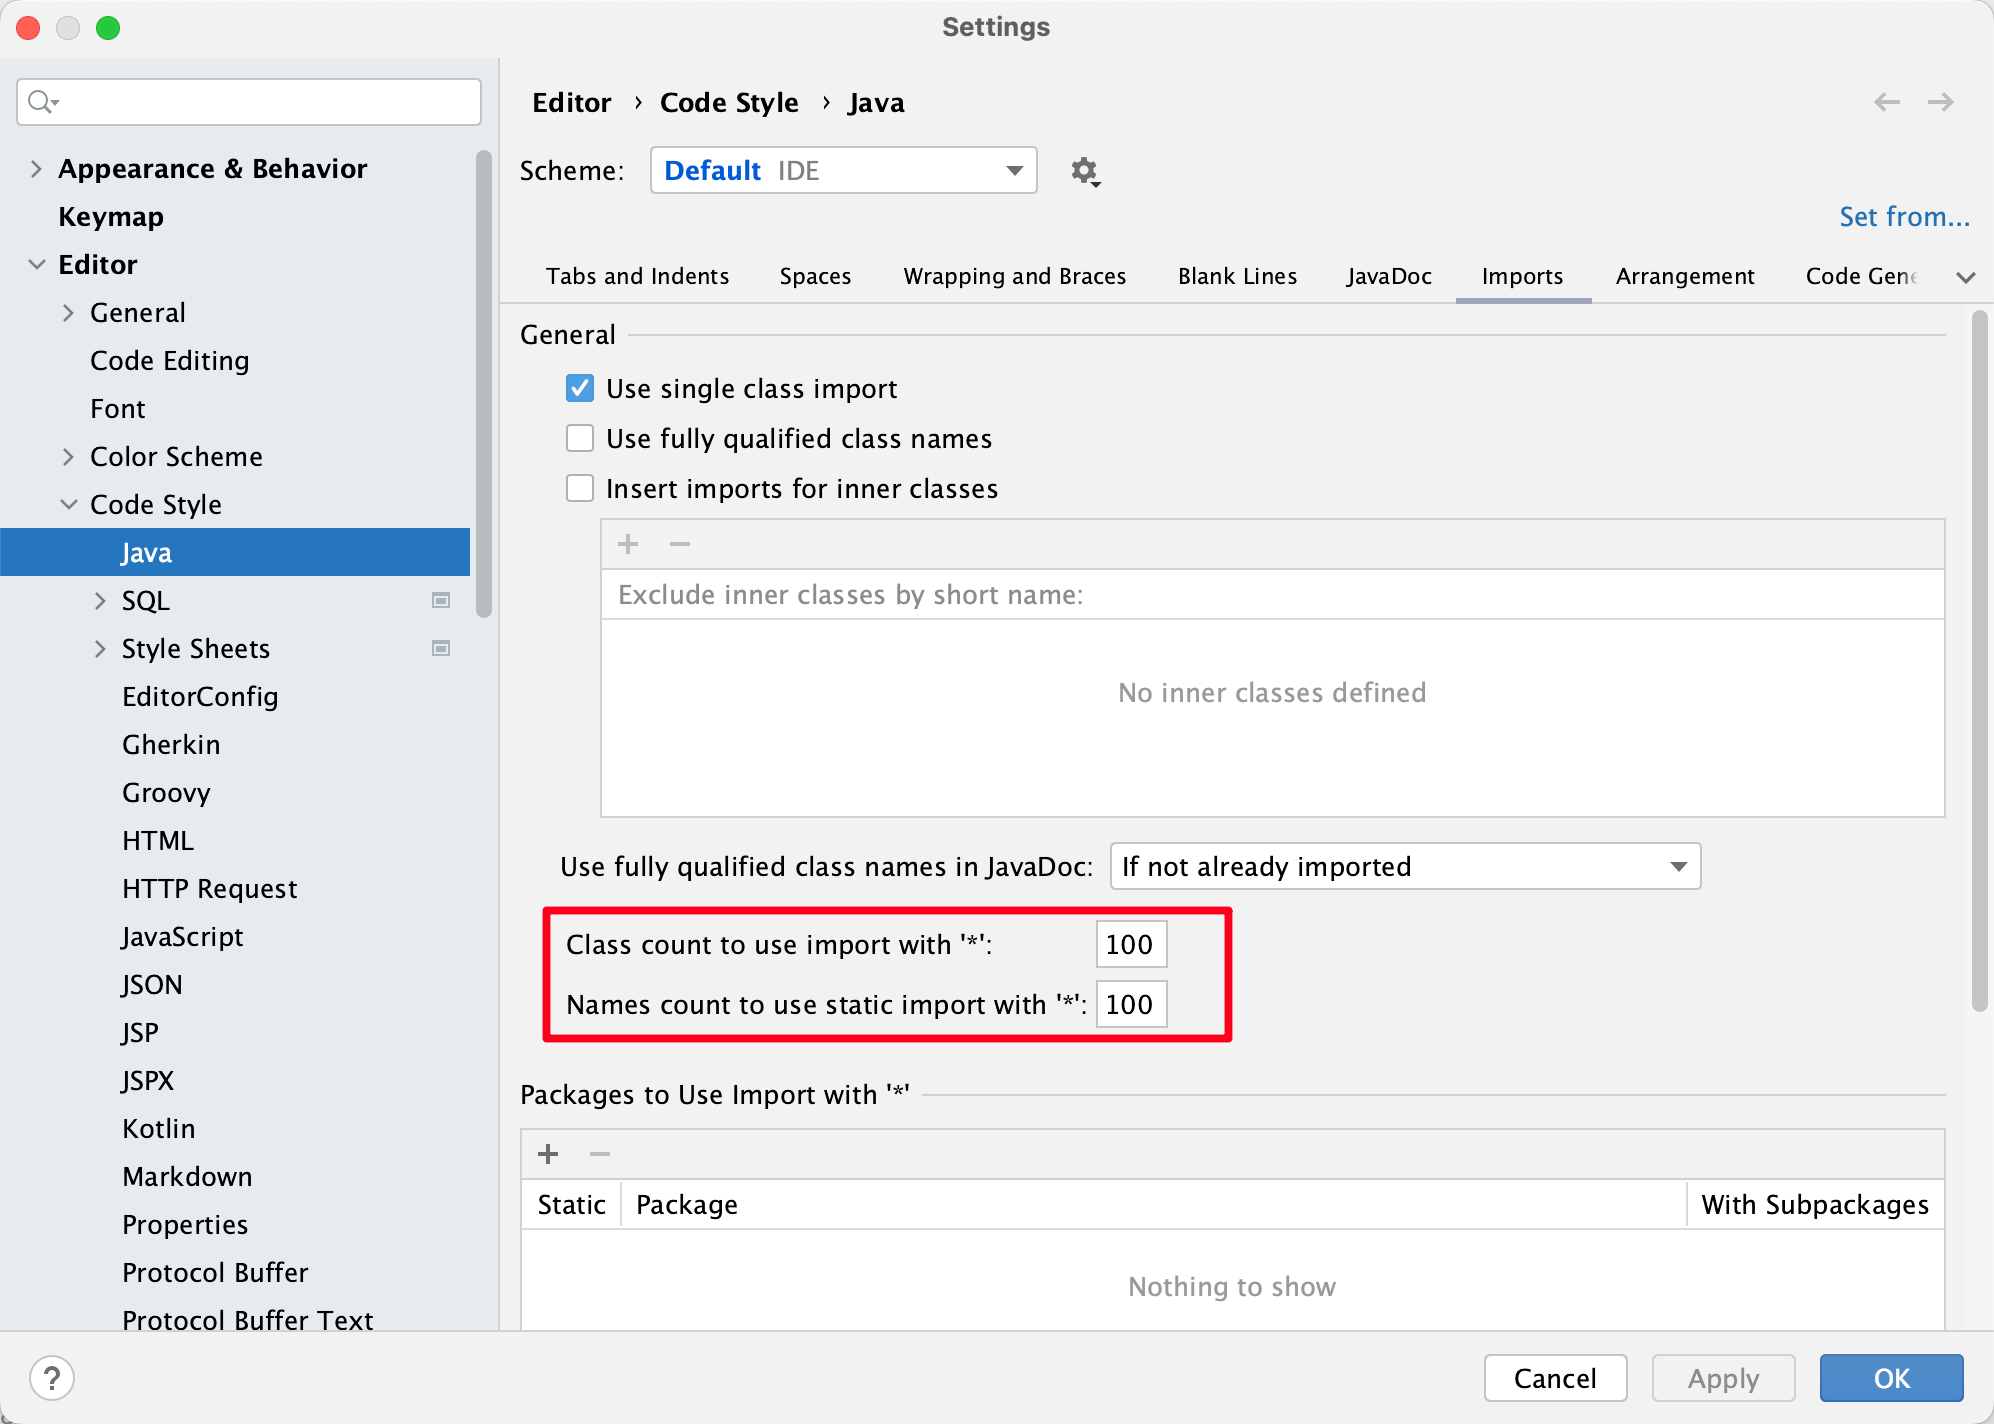 Settings
Appearance & Behavior
Keymap
Editor
General
Code Editing
Font
Color Scheme
Code Style
Java
SQL
Style Sheets
EditorConfig
Gherkin
Groovy
HTML
HTTP Request
JavaScript
JSON
JSP
JSPX
Kotlin
Markdown
Properties
Protocol Buffer
Protocol Buffer Text
Editor › Code Style › Java
Scheme: Default IDE
Set from...
Tabs and Indents Spaces Wrapping and Braces Blank Lines JavaDoc Imports Arrangement Code Gene
General
Use single class import
Use fully qualified class names
Insert imports for inner classes
Exclude inner classes by short name:
No inner classes defined
Use fully qualified class names in JavaDoc: If not already imported
Class count to use import with '*': 100
Names count to use static import with '*': 100
Packages to Use Import with '*'
Static Package With Subpackages
Nothing to show
? Cancel Apply OK